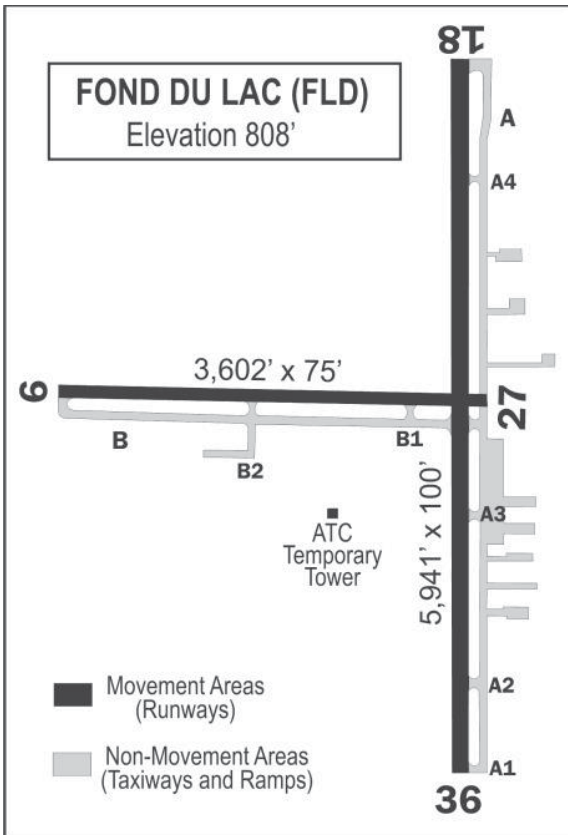 18
FOND DU LAC (FLD)
Elevation 808’
A
A4
3,602’ x 75’
9
27
B
B1
B2
A3
ATC
Temporary
Tower
5,941’ x 100’
Movement Areas
(Runways)
A2
Non-Movement Areas
(Taxiways and Ramps)
A1
36